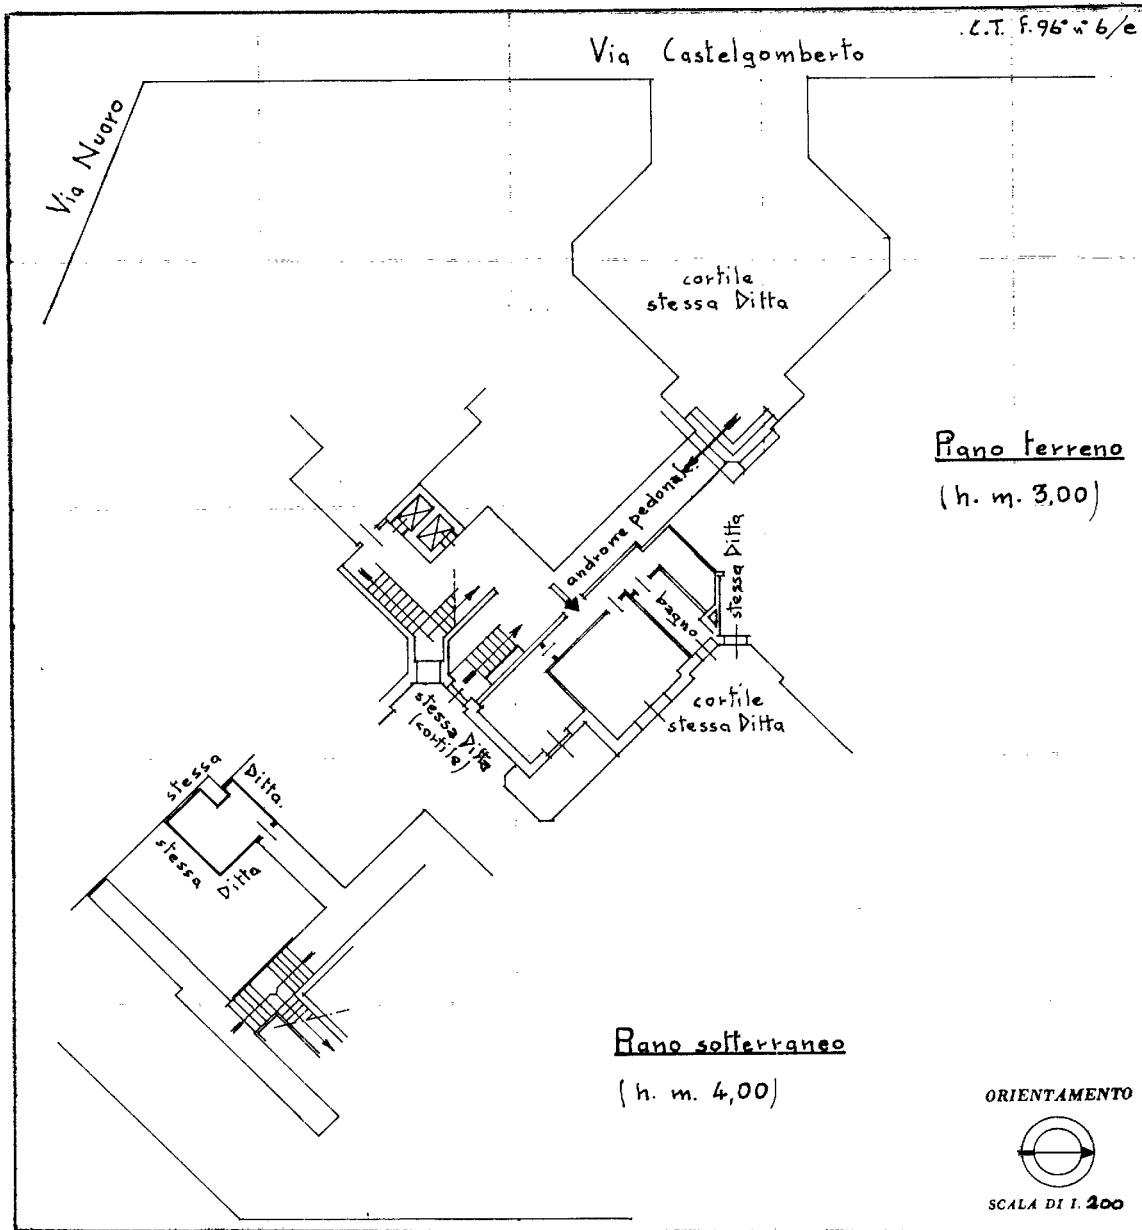 C.T. F. 96° n° 6/e
Via Castelgomberto
Via Nuoro
cortile
stessa Ditta
Piano terreno
(h. m. 3,00)
androne pedonale
stessa Ditta
bagno
cortile
stessa Ditta
stessa Ditta
(cortile)
stessa Ditta.
stessa Ditta
Piano sotterraneo
(h. m. 4,00)
ORIENTAMENTO
SCALA DI 1. 200